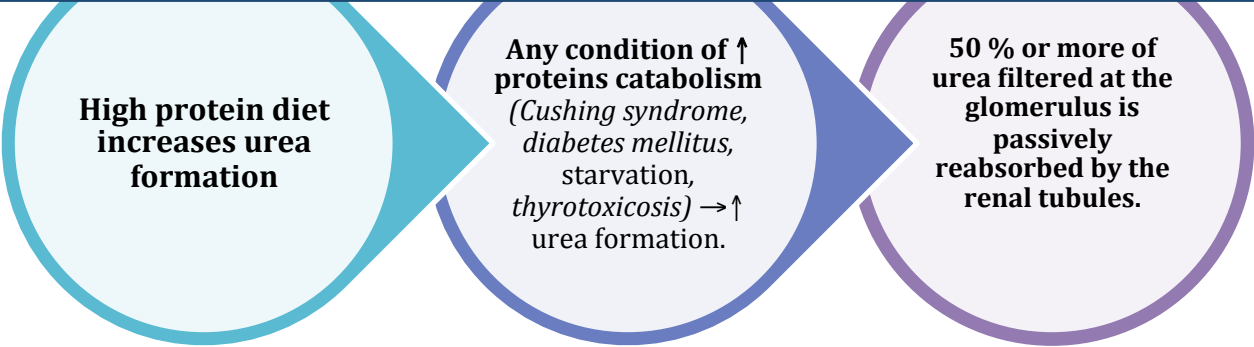 High protein diet
increases urea
formation
Any condition of ↑
proteins catabolism
(Cushing syndrome,
diabetes mellitus,
starvation,
thyrotoxicosis) →↑
urea formation.
50 % or more of
urea filtered at the
glomerulus is
passively
reabsorbed by the
renal tubules.